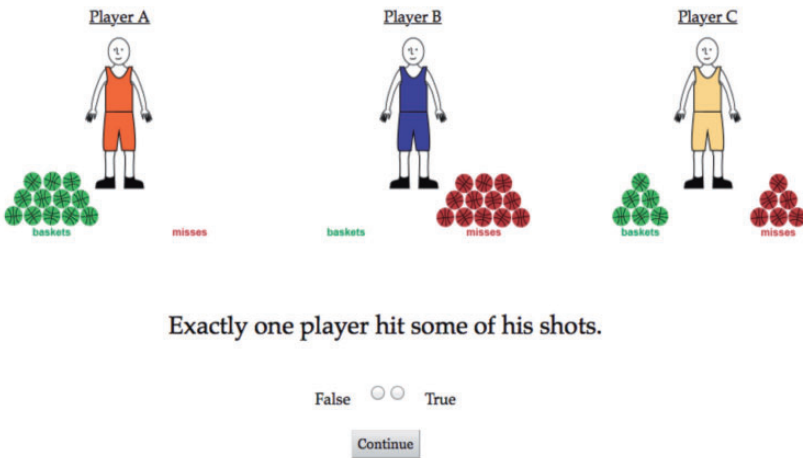 Player A Player B Player C
baskets misses baskets misses baskets misses
Exactly one player hit some of his shots.
False True
Continue